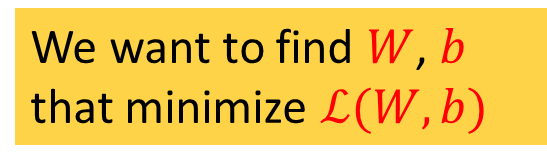 We want to find W, b
that minimize ℒ(W, b)